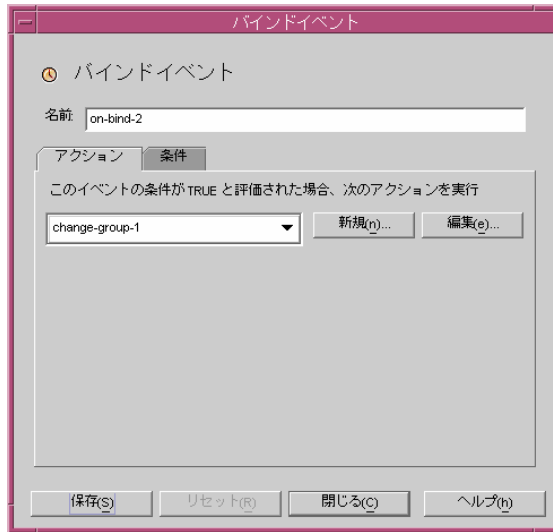 バインドイベント
バインドイベント
名前: on-bind-2
アクション 条件
このイベントの条件が TRUE と評価された場合、次のアクションを実行
change-group-1 新規(n)... 編集(e)...
保存(S) リセット(R) 閉じる(C) ヘルプ(h)